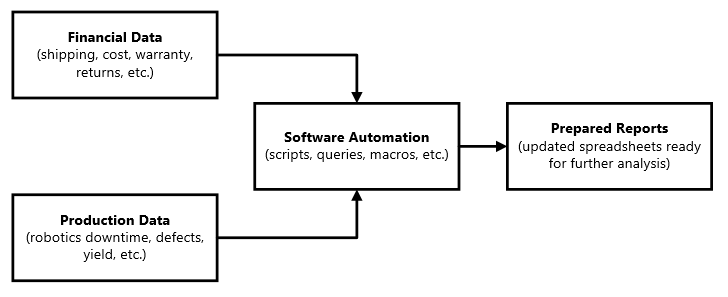 Financial Data
(shipping, cost, warranty,
returns, etc.)
Software Automation
(scripts, queries, macros, etc.)
Prepared Reports
(updated spreadsheets ready
for further analysis)
Production Data
(robotics downtime, defects,
yield, etc.)